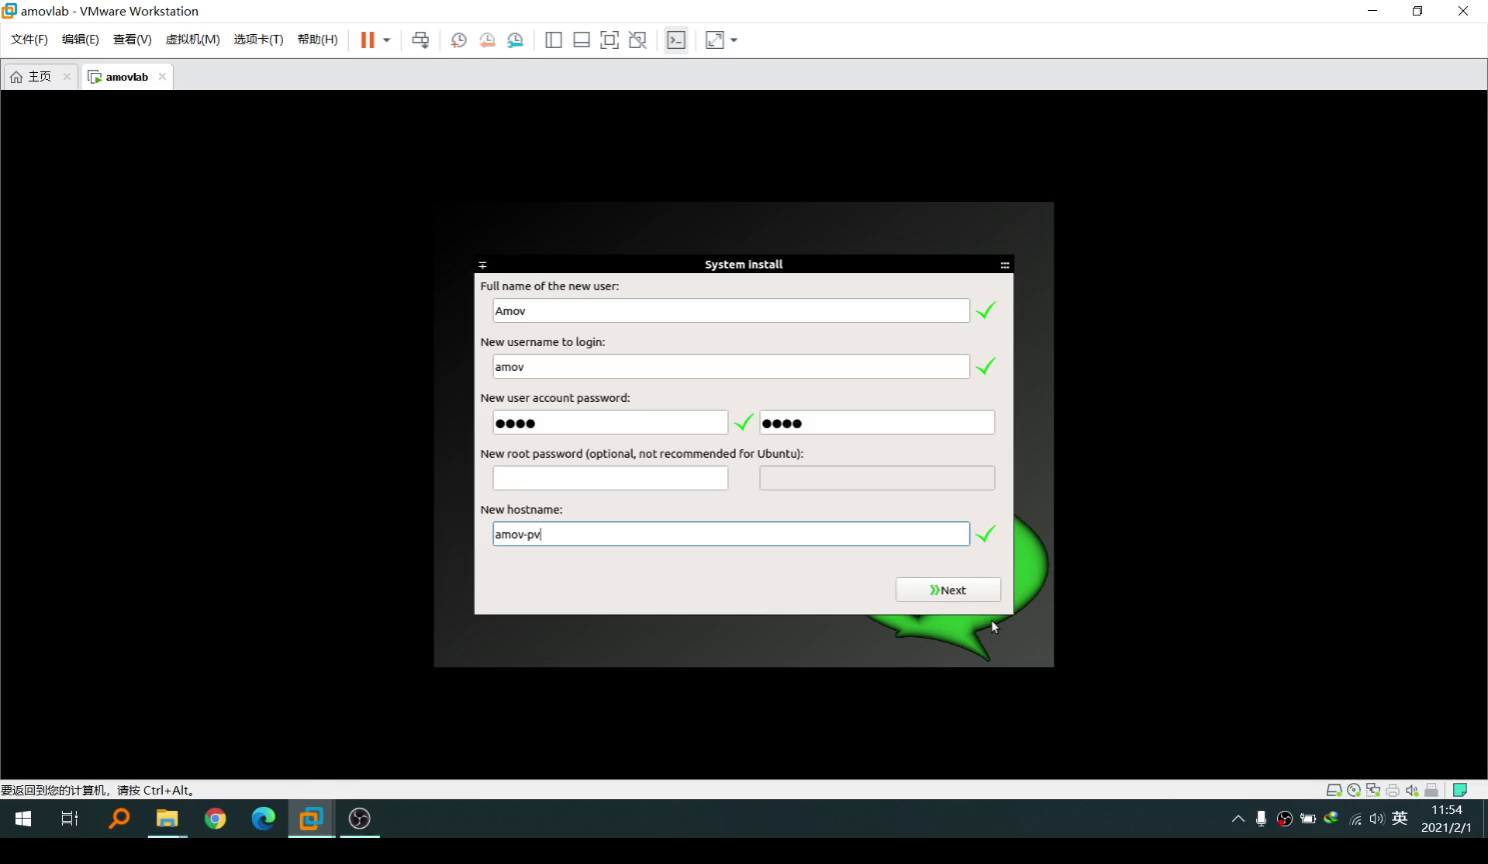 amovlab - VMware Workstation
文件(F) 编辑(E) 查看(V) 虚拟机(M) 选项卡(T) 帮助(H)
主页 amovlab
System install
Full name of the new user:
Amov
New username to login:
amov
New user account password:
New root password (optional, not recommended for Ubuntu):
New hostname:
amov-pv
Next
要返回到您的计算机，请按 Ctrl+Alt。
英
11:54
2021/2/1